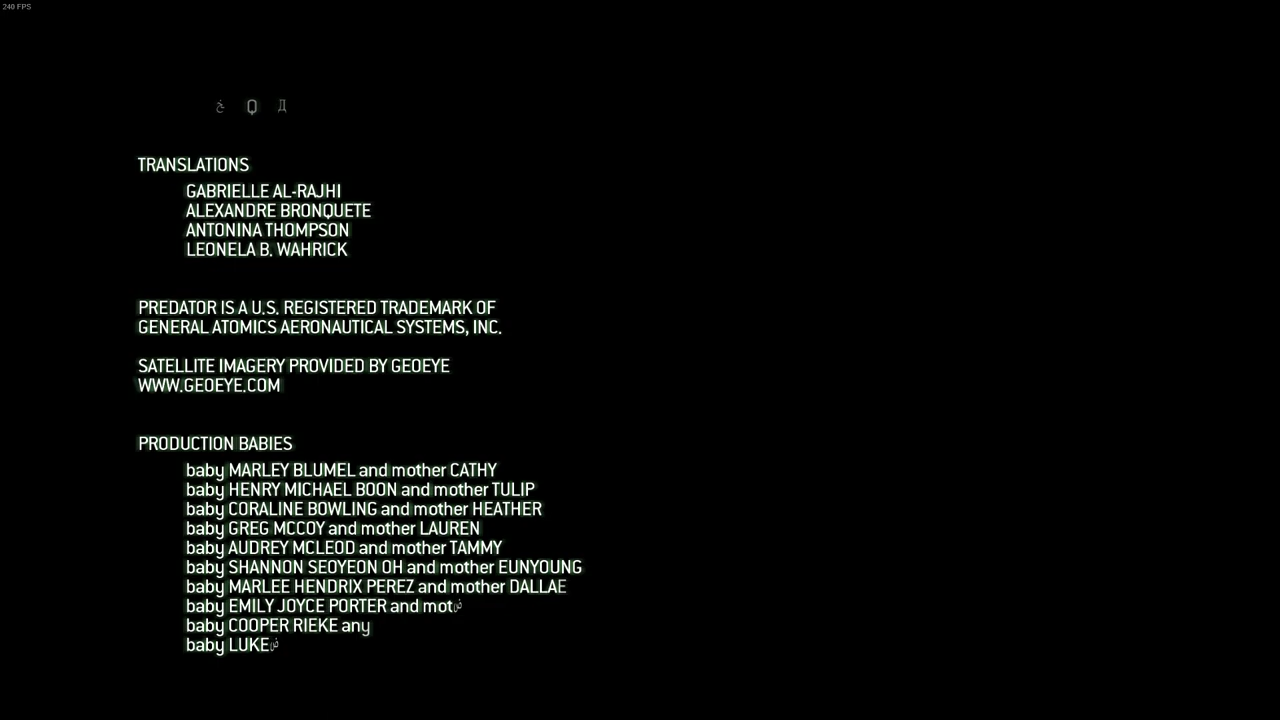 240 FPS
خ Q Д
TRANSLATIONS
GABRIELLE AL-RAJHI
ALEXANDRE BRONQUETE
ANTONINA THOMPSON
LEONELA B. WAHRICK
PREDATOR IS A U.S. REGISTERED TRADEMARK OF
GENERAL ATOMICS AERONAUTICAL SYSTEMS, INC.
SATELLITE IMAGERY PROVIDED BY GEOEYE
WWW.GEOEYE.COM
PRODUCTION BABIES
baby MARLEY BLUMEL and mother CATHY
baby HENRY MICHAEL BOON and mother TULIP
baby CORALINE BOWLING and mother HEATHER
baby GREG MCCOY and mother LAUREN
baby AUDREY MCLEOD and mother TAMMY
baby SHANNON SEOYEON OH and mother EUNYOUNG
baby MARLEE HENDRIX PEREZ and mother DALLAE
baby EMILY JOYCE PORTER and motض
baby COOPER RIEKE any
baby LUKEض